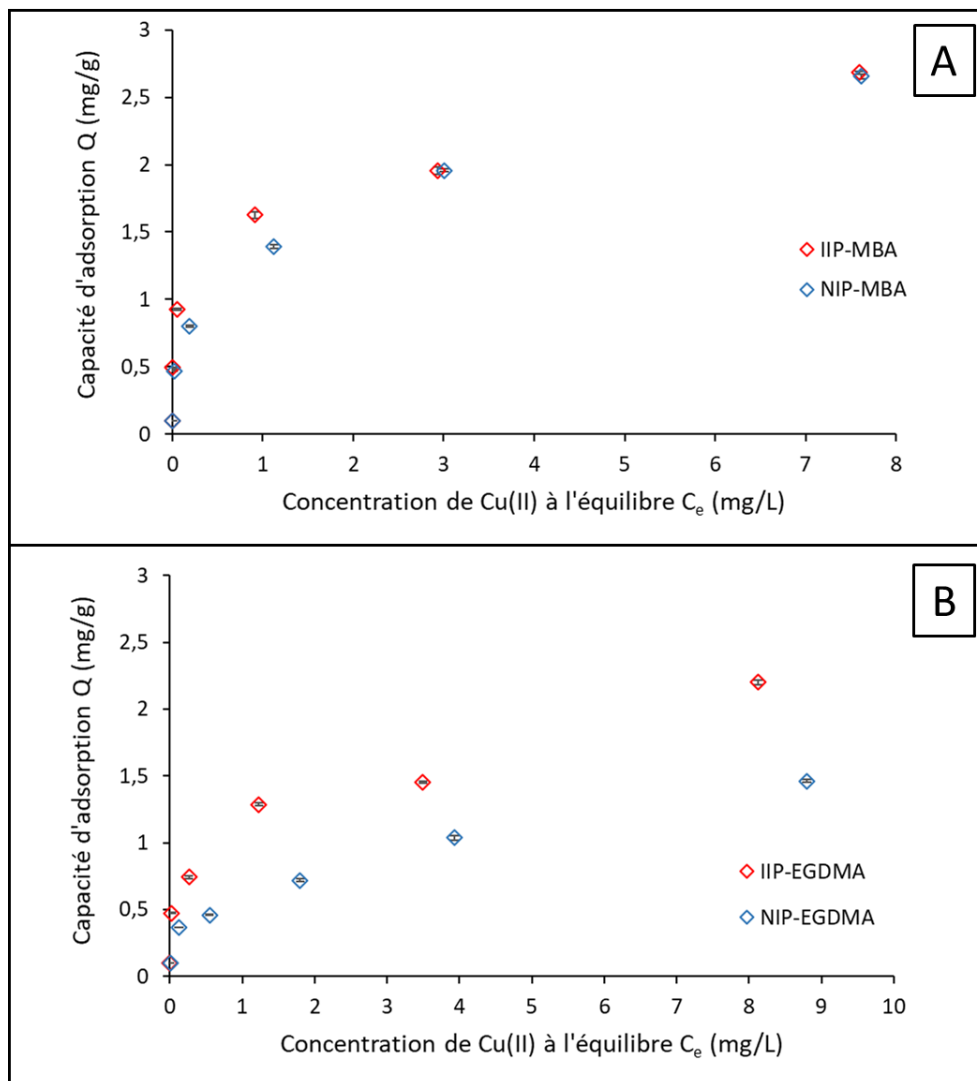 A
Capacité d'adsorption Q (mg/g)
3
2,5
2
1,5
1
0,5
0
0 1 2 3 4 5 6 7 8
Concentration de Cu(II) à l'équilibre Cₑ (mg/L)
IIP-MBA
NIP-MBA
B
Capacité d'adsorption Q (mg/g)
3
2,5
2
1,5
1
0,5
0
0 1 2 3 4 5 6 7 8 9 10
Concentration de Cu(II) à l'équilibre Cₑ (mg/L)
IIP-EGDMA
NIP-EGDMA